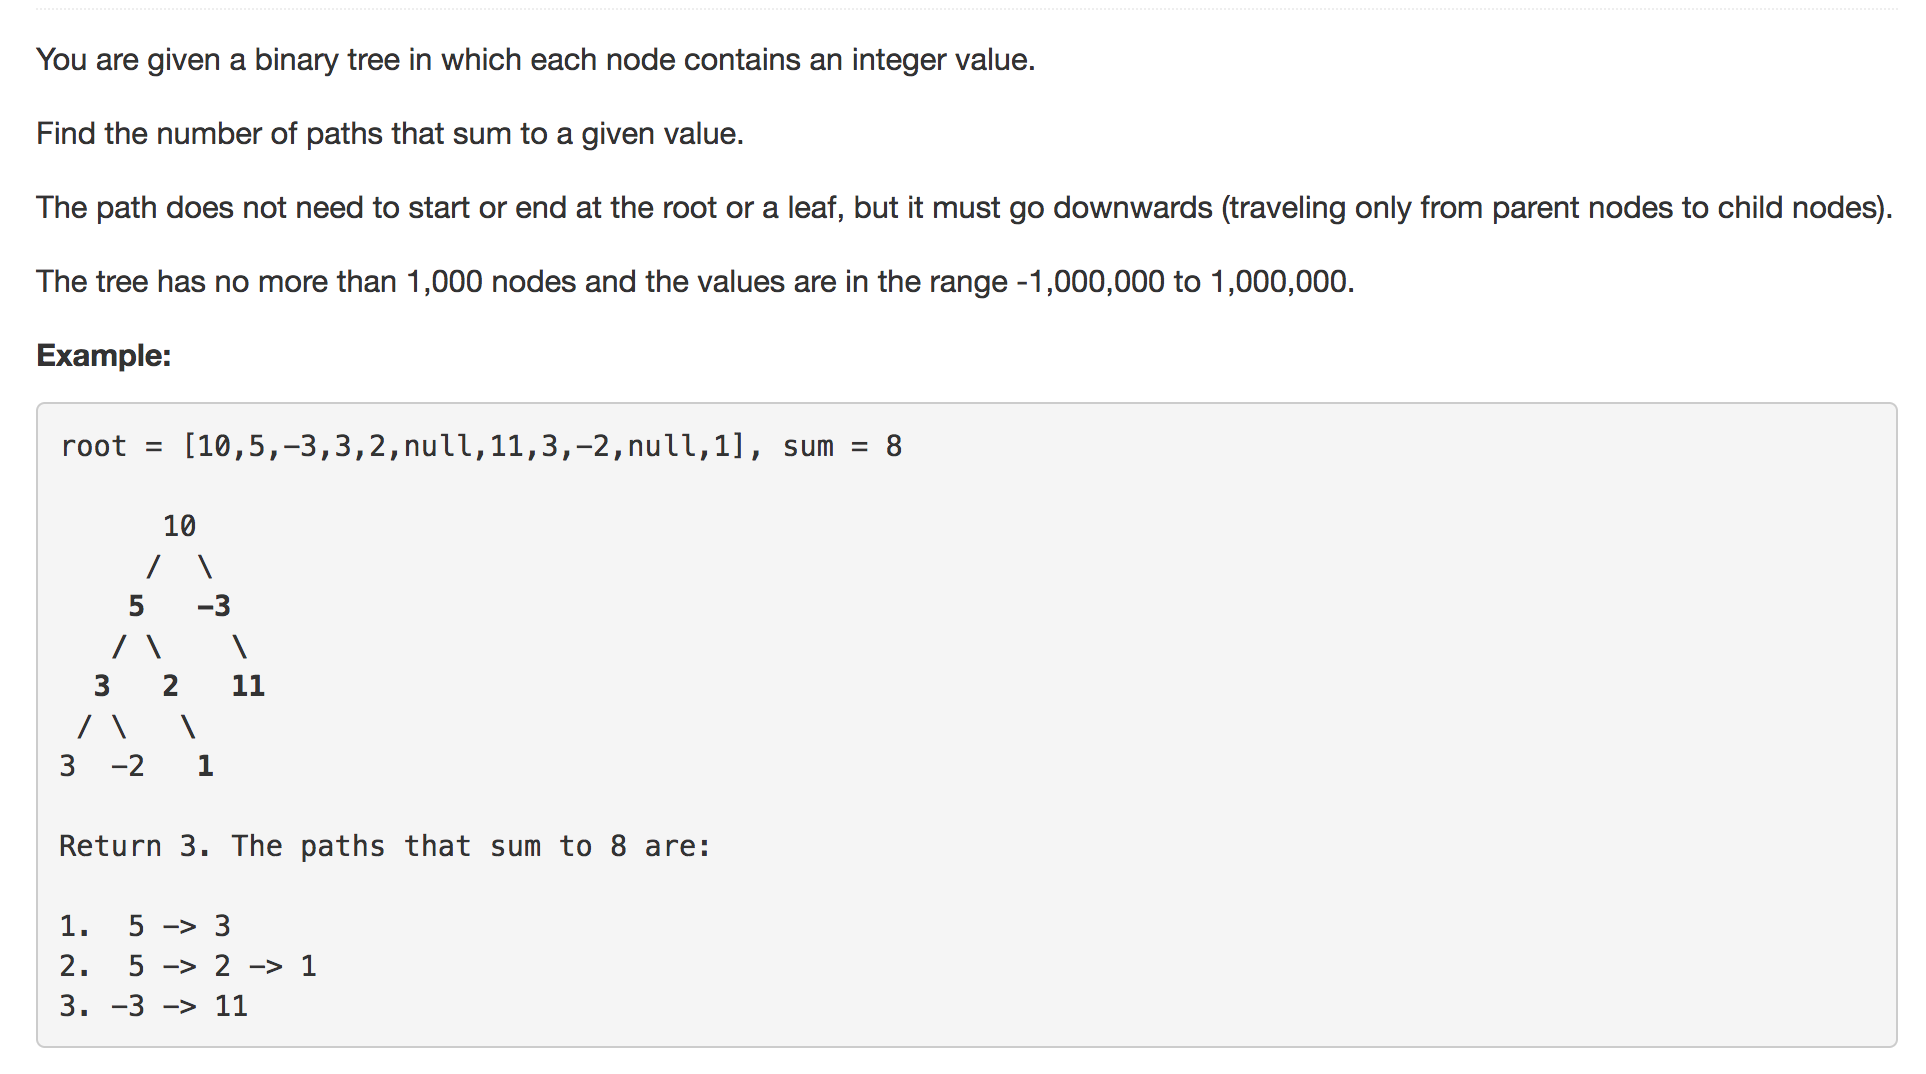 You are given a binary tree in which each node contains an integer value.
Find the number of paths that sum to a given value.
The path does not need to start or end at the root or a leaf, but it must go downwards (traveling only from parent nodes to child nodes).
The tree has no more than 1,000 nodes and the values are in the range -1,000,000 to 1,000,000.
Example:
root = [10,5,-3,3,2,null,11,3,-2,null,1], sum = 8
      10
     /  \
    5   -3
   / \    \
  3   2   11
 / \   \
3  -2   1
Return 3. The paths that sum to 8 are:
1.  5 -> 3
2.  5 -> 2 -> 1
3. -3 -> 11